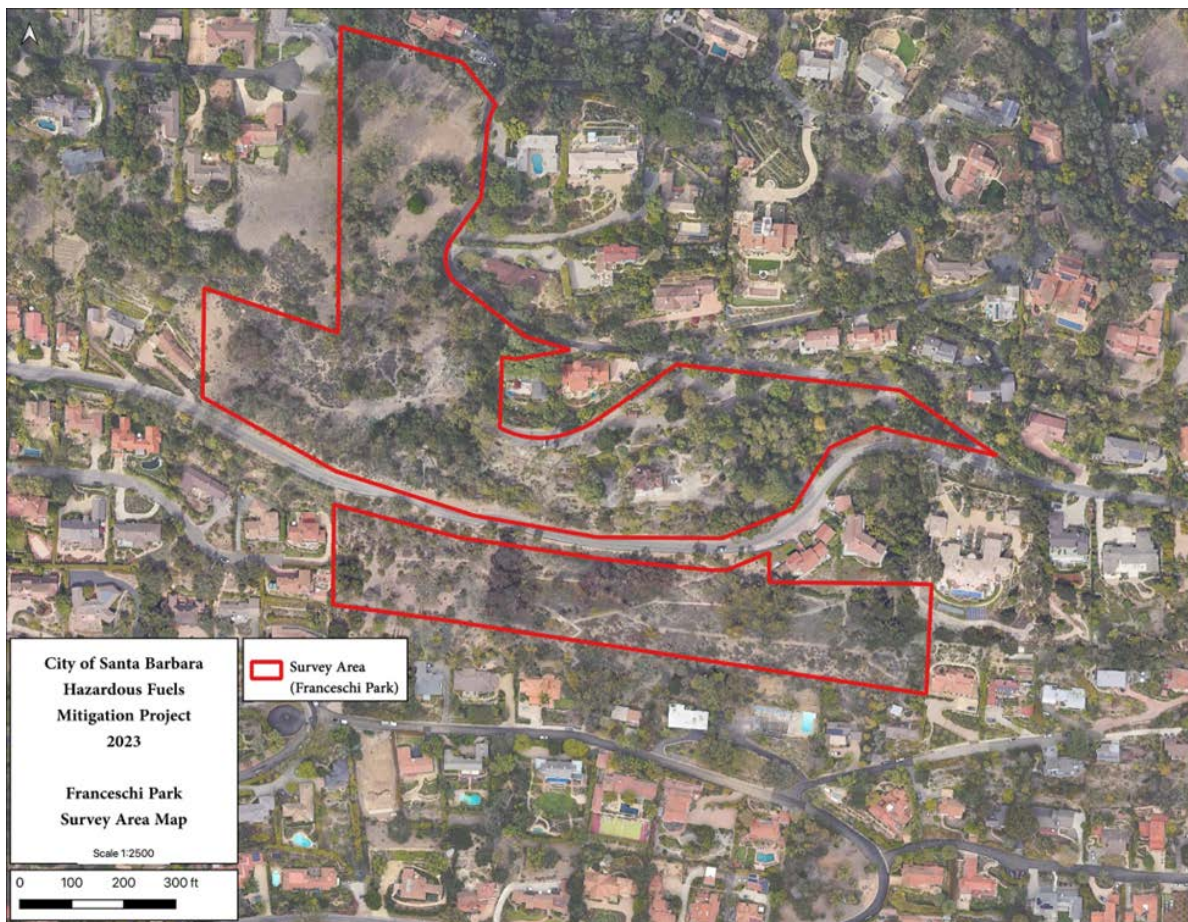 City of Santa Barbara
Hazardous Fuels
Mitigation Project
2023
Franceschi Park
Survey Area Map
Scale 1:2500
0 100 200 300 ft
Survey Area
(Franceschi Park)